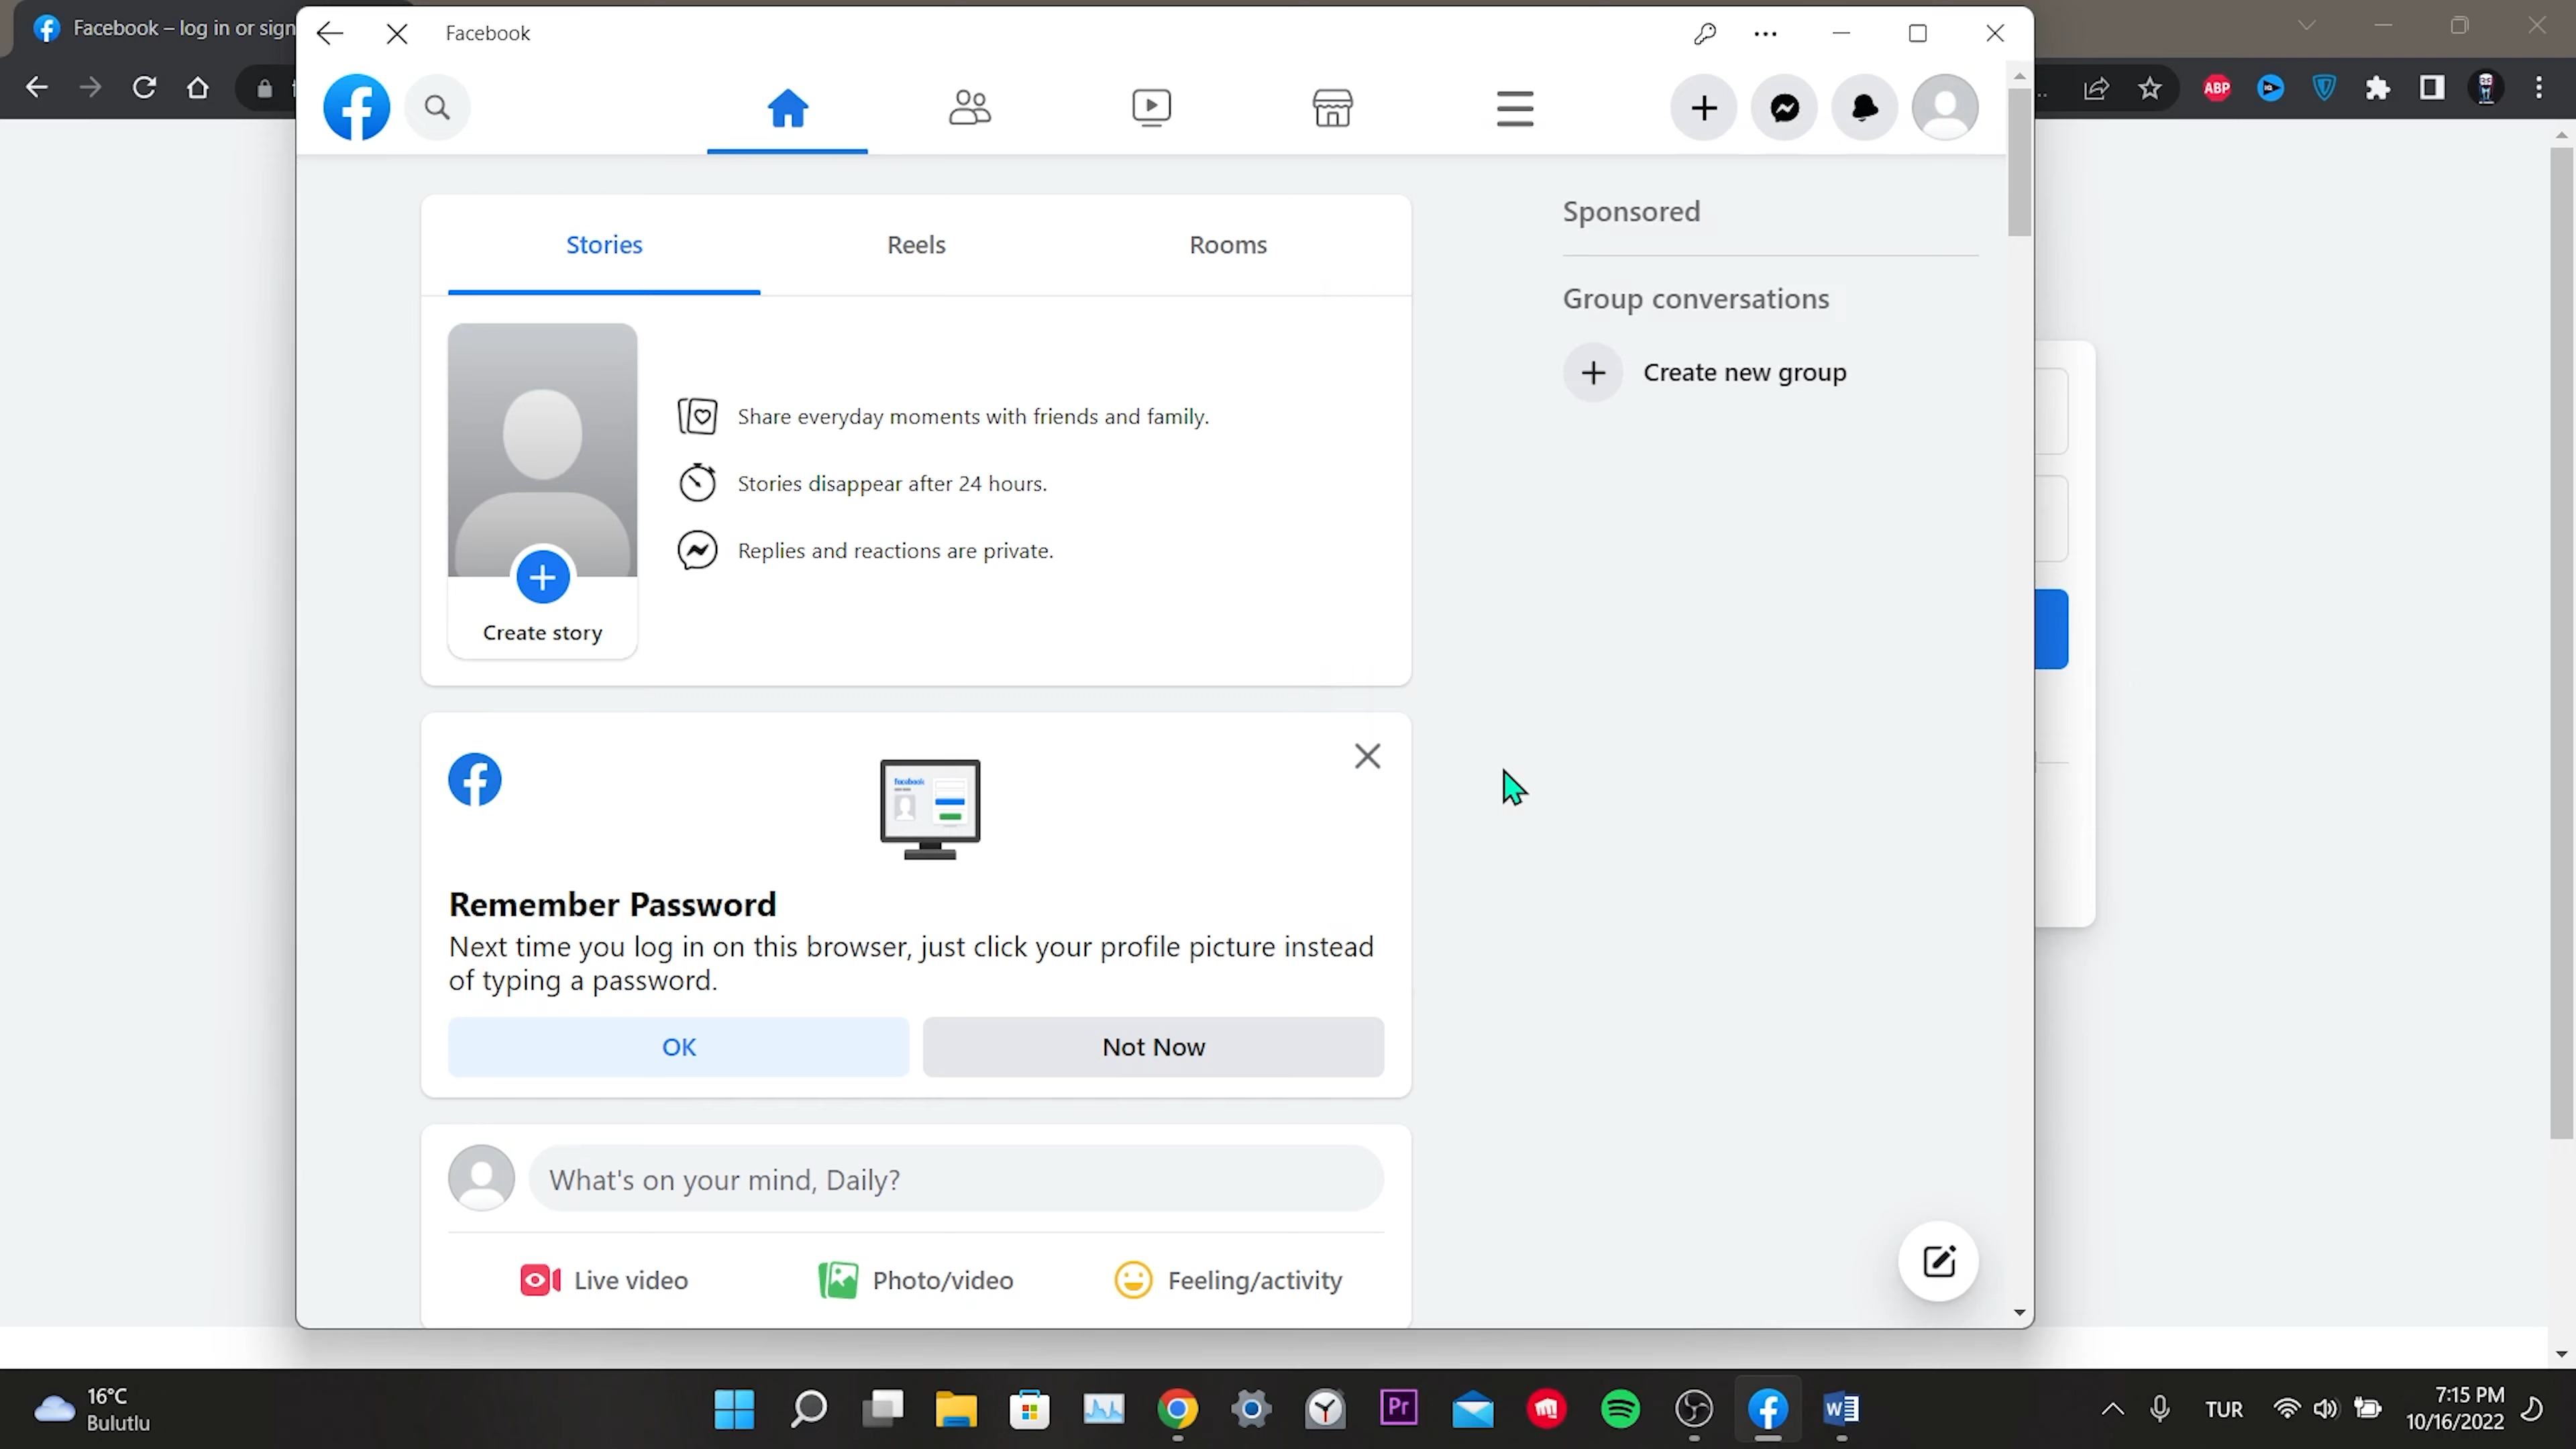 Facebook – log in or sign
Facebook
ABP
Stories
Reels
Rooms
Share everyday moments with friends and family.
Stories disappear after 24 hours.
Replies and reactions are private.
Create story
Sponsored
Group conversations
Create new group
facebook
Remember Password
Next time you log in on this browser, just click your profile picture instead
of typing a password.
OK
Not Now
What's on your mind, Daily?
Live video
Photo/video
Feeling/activity
16°C
Bulutlu
Pr
W
TUR
7:15 PM
10/16/2022